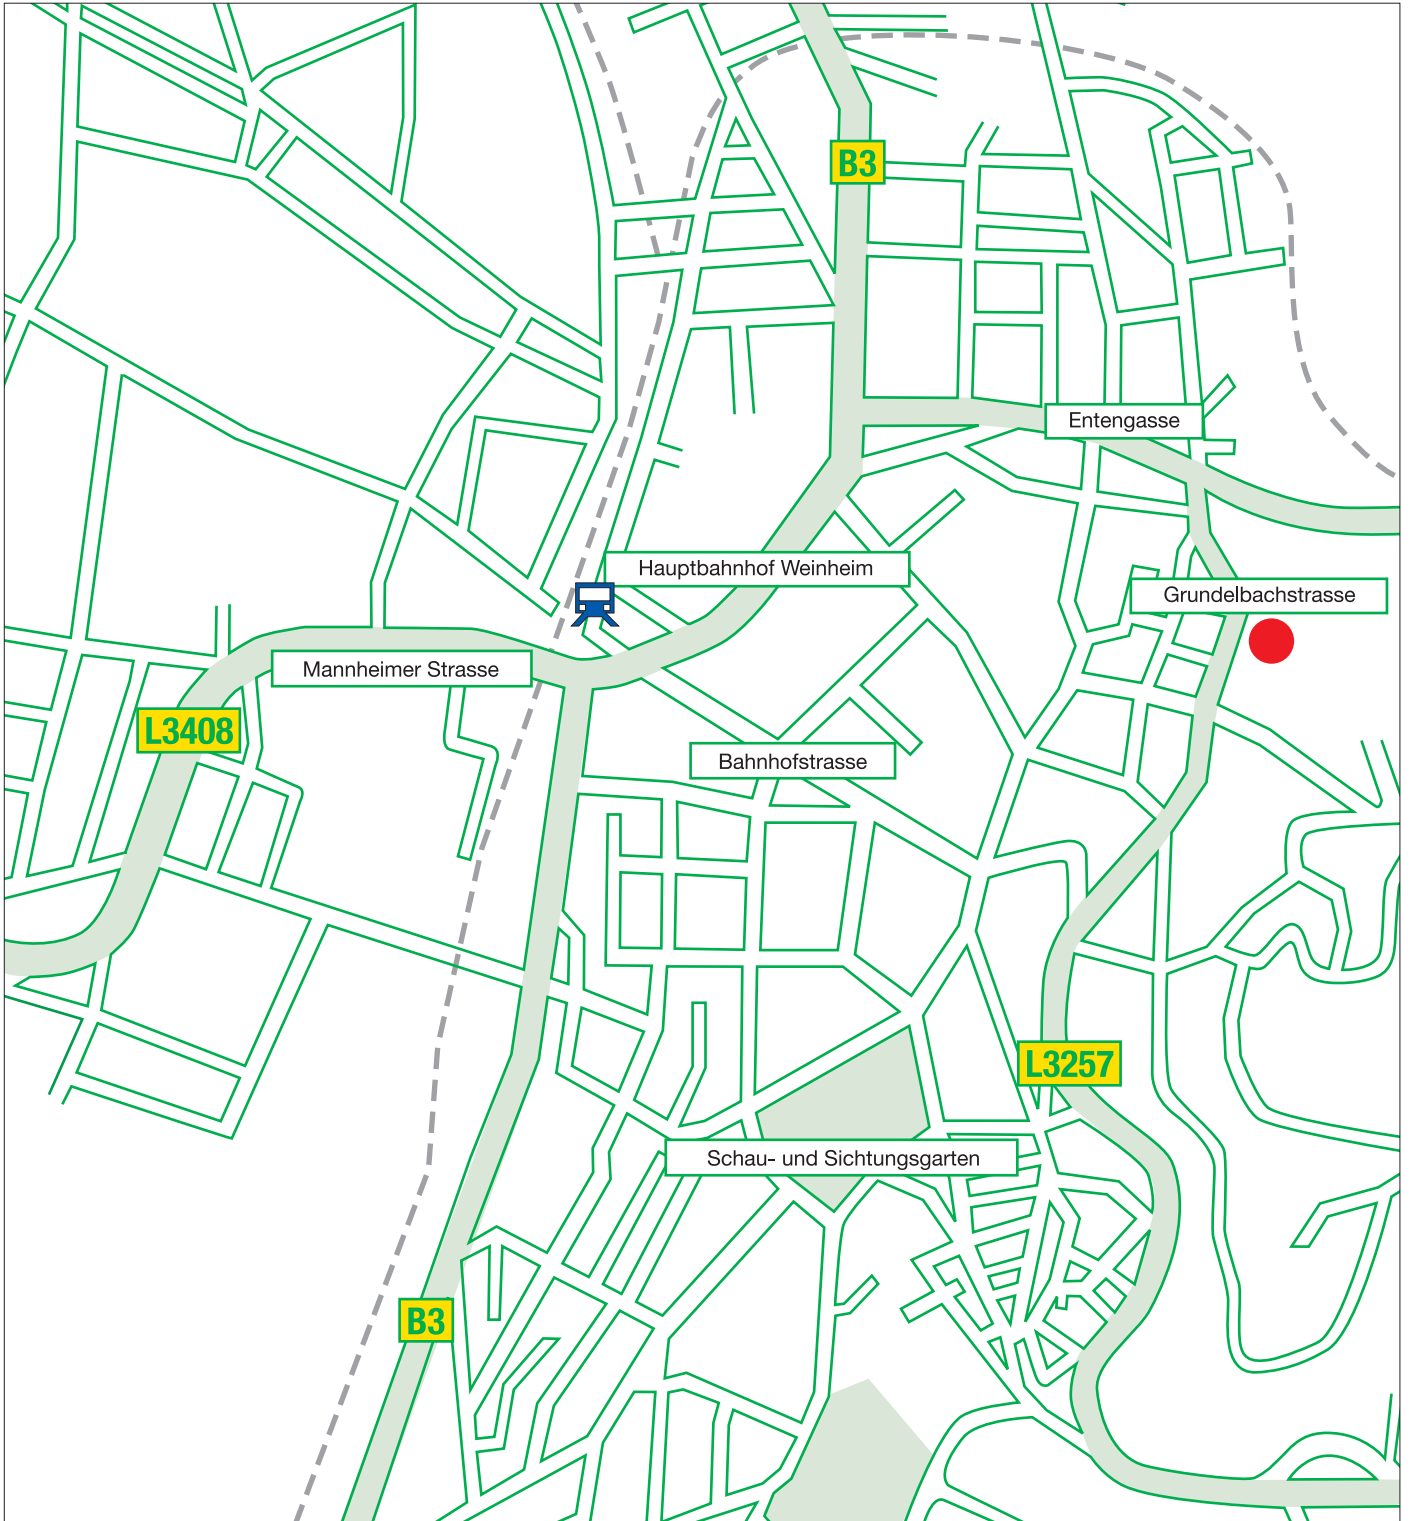 B3
Entengasse
Hauptbahnhof Weinheim
Grundelbachstrasse
Mannheimer Strasse
L3408
Bahnhofstrasse
L3257
Schau- und Sichtungsgarten
B3